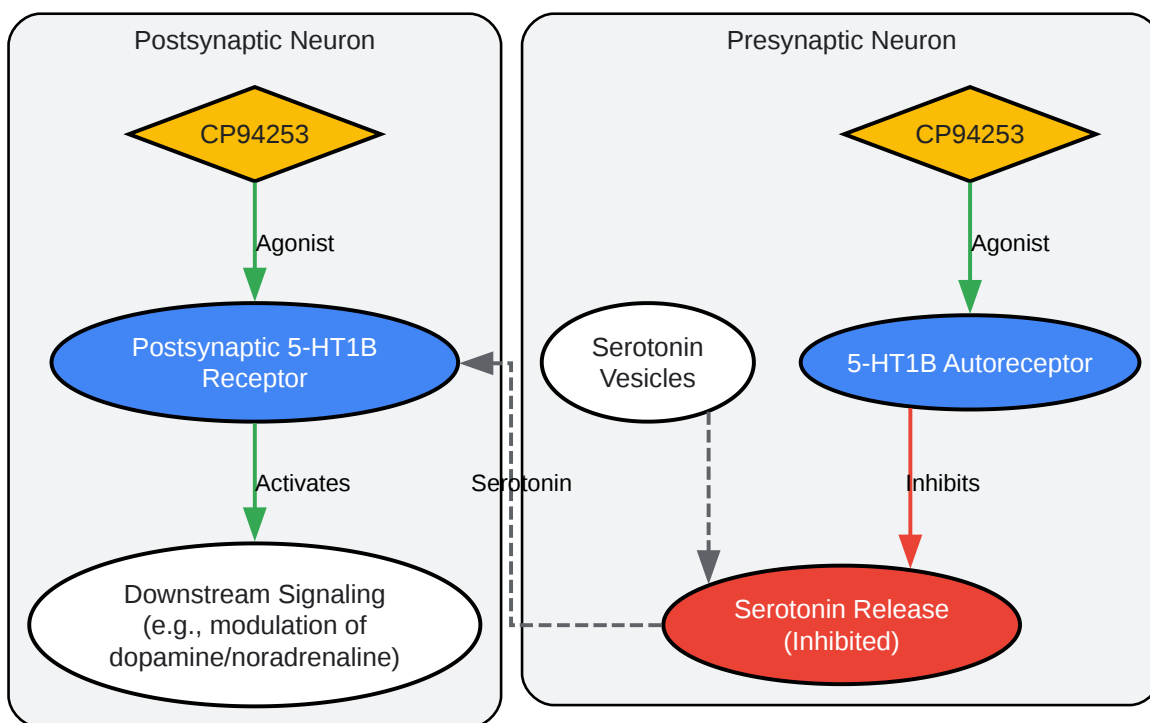 Postsynaptic Neuron
CP94253
Agonist
Postsynaptic 5-HT1B
Receptor
Activates
Downstream Signaling
(e.g., modulation of
dopamine/noradrenaline)
Presynaptic Neuron
CP94253
Agonist
Serotonin
Vesicles
5-HT1B Autoreceptor
Serotonin
Inhibits
Serotonin Release
(Inhibited)